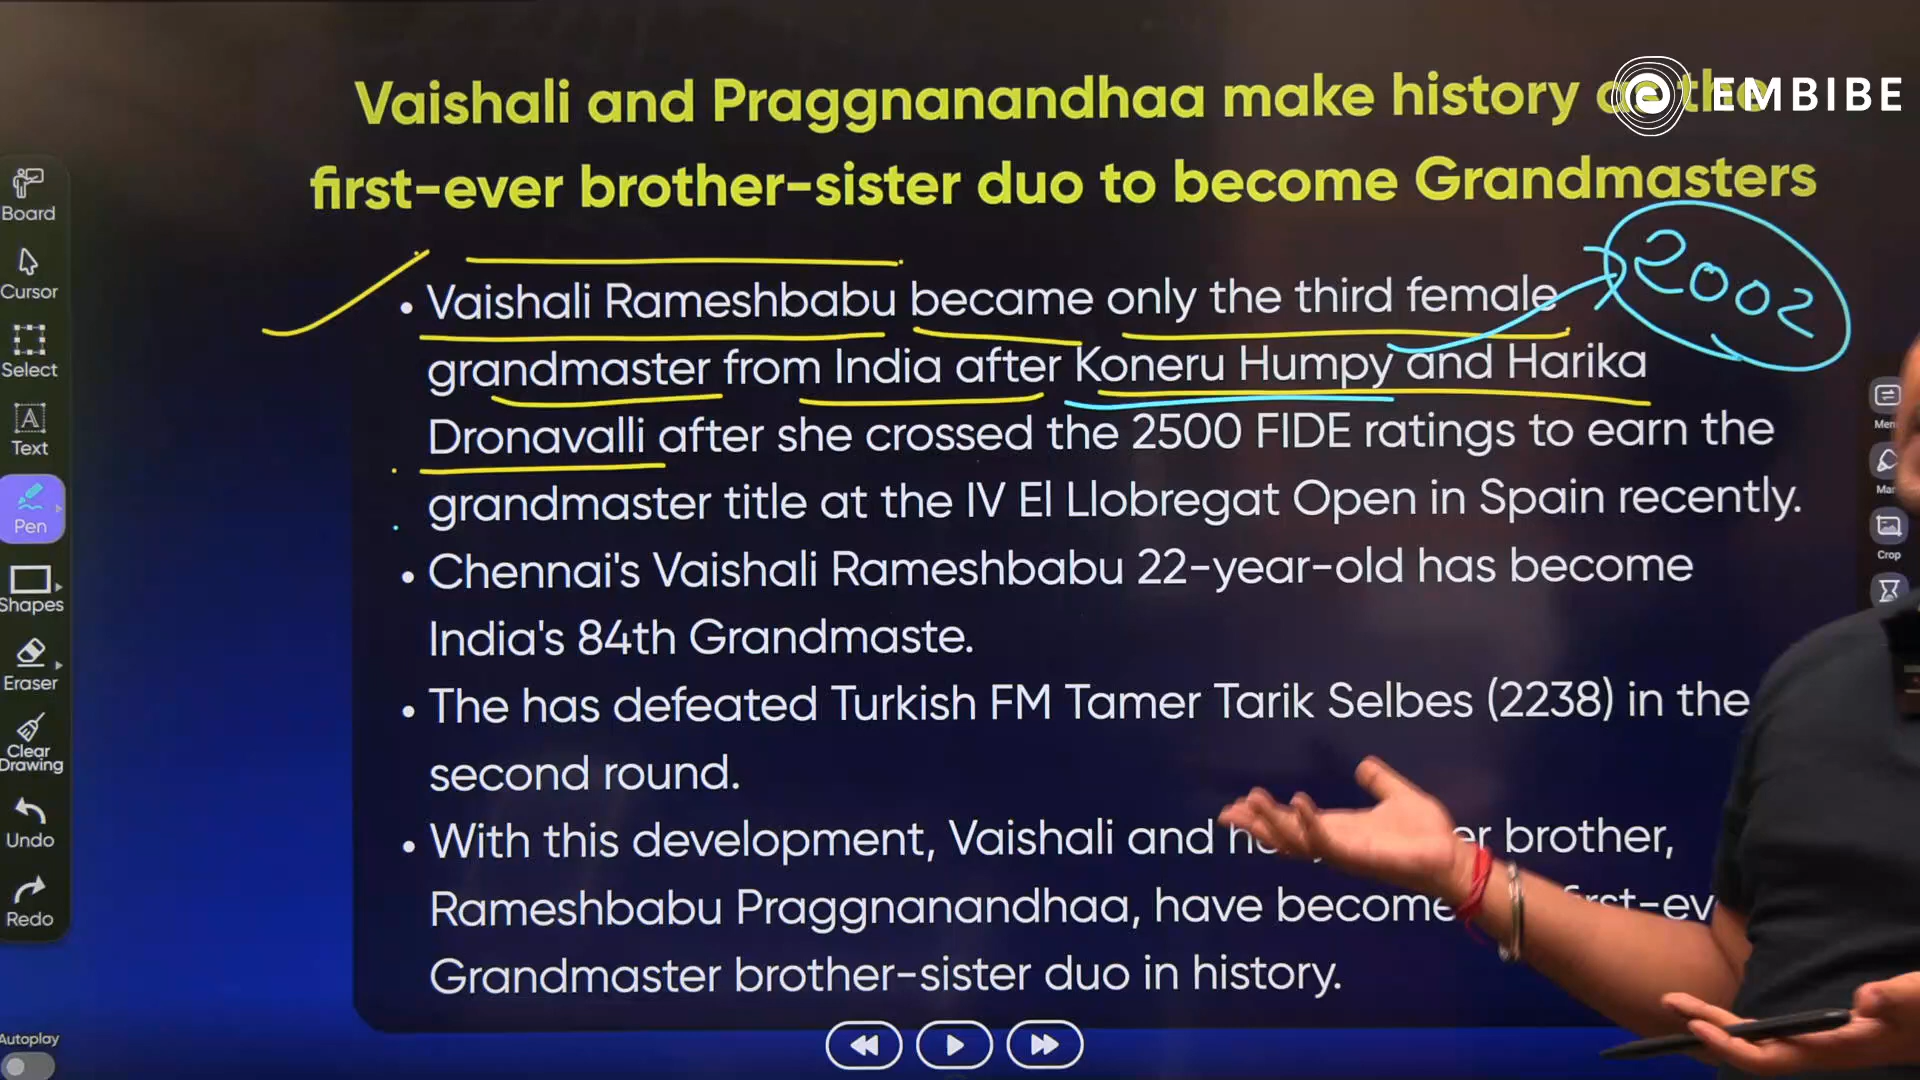 Vaishali and Praggnanandhaa make history
EMBIBE
first-ever brother-sister duo to become Grandmasters
2002
• Vaishali Rameshbabu became only the third female
grandmaster from India after Koneru Humpy and Harika
Dronavalli after she crossed the 2500 FIDE ratings to earn the
grandmaster title at the IV El Llobregat Open in Spain recently.
• Chennai's Vaishali Rameshbabu 22-year-old has become
India's 84th Grandmaste.
• The has defeated Turkish FM Tamer Tarik Selbes (2238) in the
second round.
• With this development, Vaishali and brother,
Rameshbabu Praggnanandhaa, have become
Grandmaster brother-sister duo in history.
Board
Cursor
Select
Text
Pen
Shapes
Eraser
Clear
Drawing
Undo
Redo
Autoplay
Crop